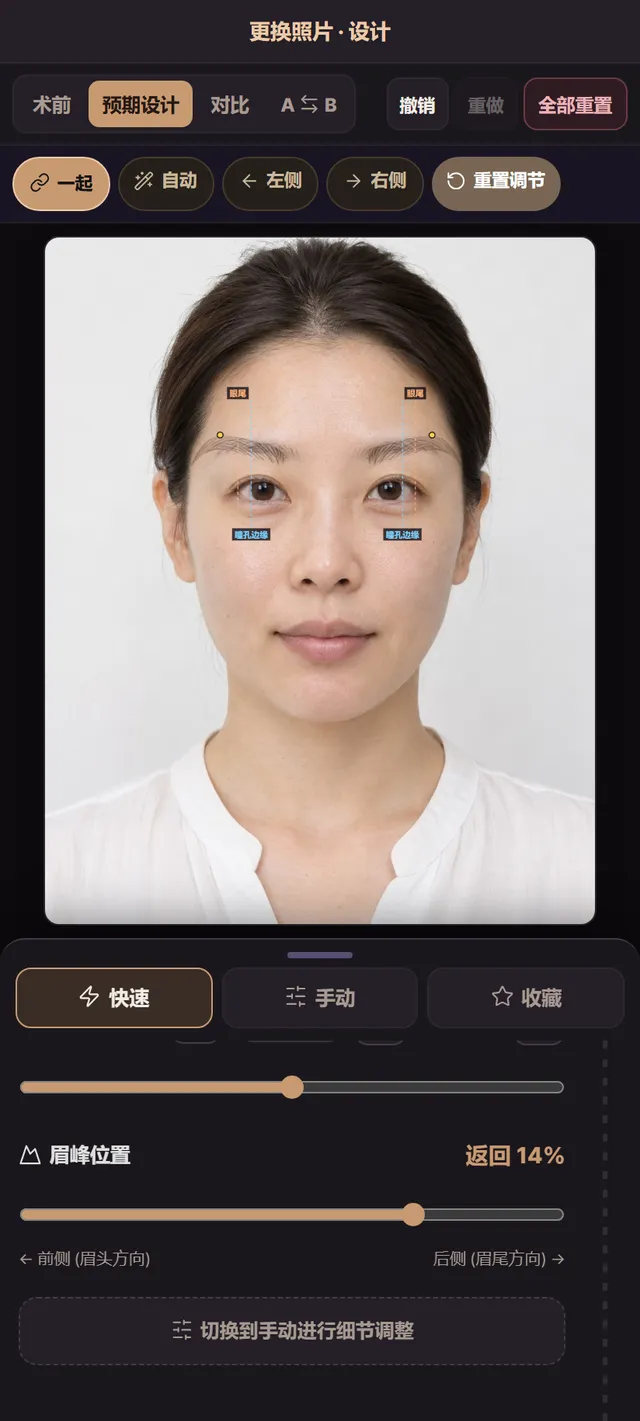 更换照片 · 设计
术前 预期设计 对比 A ⇆ B 撤销 重做 全部重置
一起 自动 ← 左侧 → 右侧 重置调节
眼尾 眼尾
瞳孔边缘 瞳孔边缘
快速 手动 收藏
眉峰位置 返回 14%
← 前侧 (眉头方向) 后侧 (眉尾方向) →
切换到手动进行细节调整